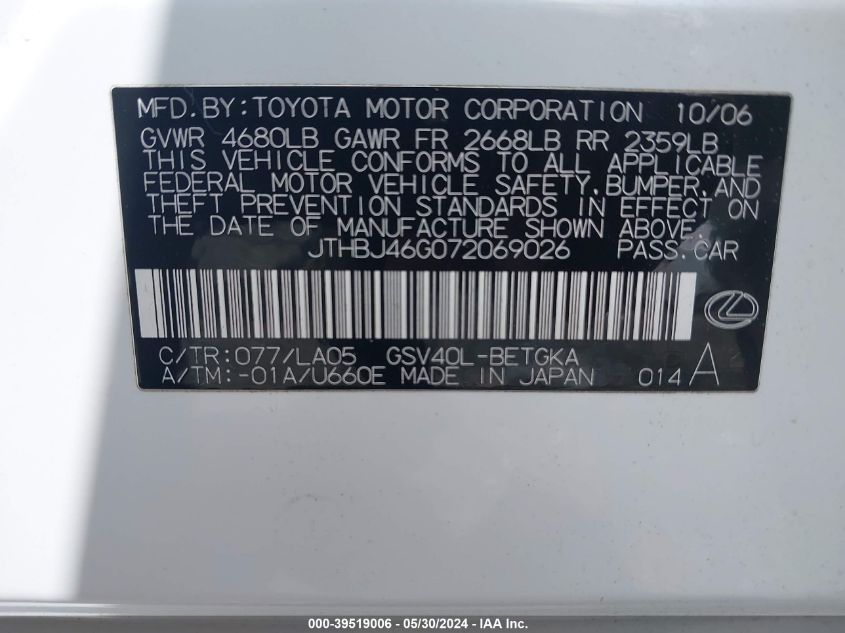 MFD. BY: TOYOTA MOTOR CORPORATION 10/06
GVWR 4680LB GAWR FR 2668LB RR 2359LB
THIS VEHICLE CONFORMS TO ALL APPLICABLE
FEDERAL MOTOR VEHICLE SAFETY, BUMPER, AND
THEFT PREVENTION STANDARDS IN EFFECT ON
THE DATE OF MANUFACTURE SHOWN ABOVE.
JTHBJ46G072069026 PASS. CAR
C/TR: 077/LA05 GSV40L-BETGKA
A/TM: -01A/U660E MADE IN JAPAN 014 A
000-39519006 - 05/30/2024 - IAA Inc.